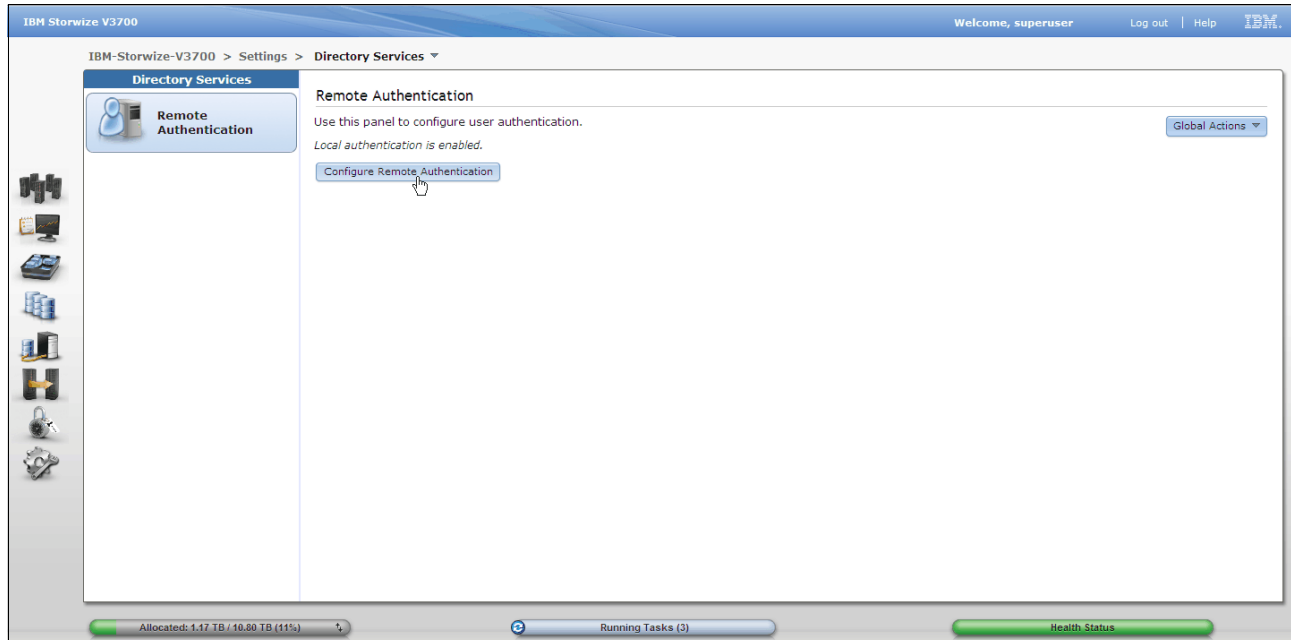 IBM Storwize V3700
Welcome, superuser
Log out | Help
IBM.
IBM-Storwize-V3700 > Settings > Directory Services
Directory Services
Remote
Authentication
Remote Authentication
Use this panel to configure user authentication.
Global Actions
Local authentication is enabled.
Configure Remote Authentication
Allocated: 1.17 TB / 10.80 TB (11%)
Running Tasks (3)
Health Status